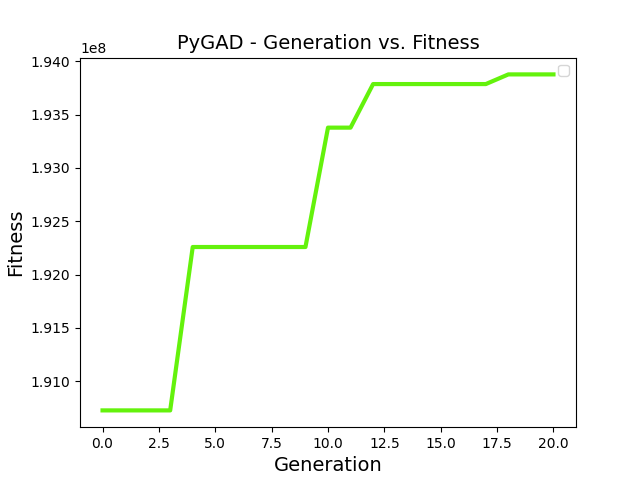 PyGAD - Generation vs. Fitness
1e8
1.940
1.935
1.930
1.925
1.920
1.915
1.910
Fitness
0.0 2.5 5.0 7.5 10.0 12.5 15.0 17.5 20.0
Generation